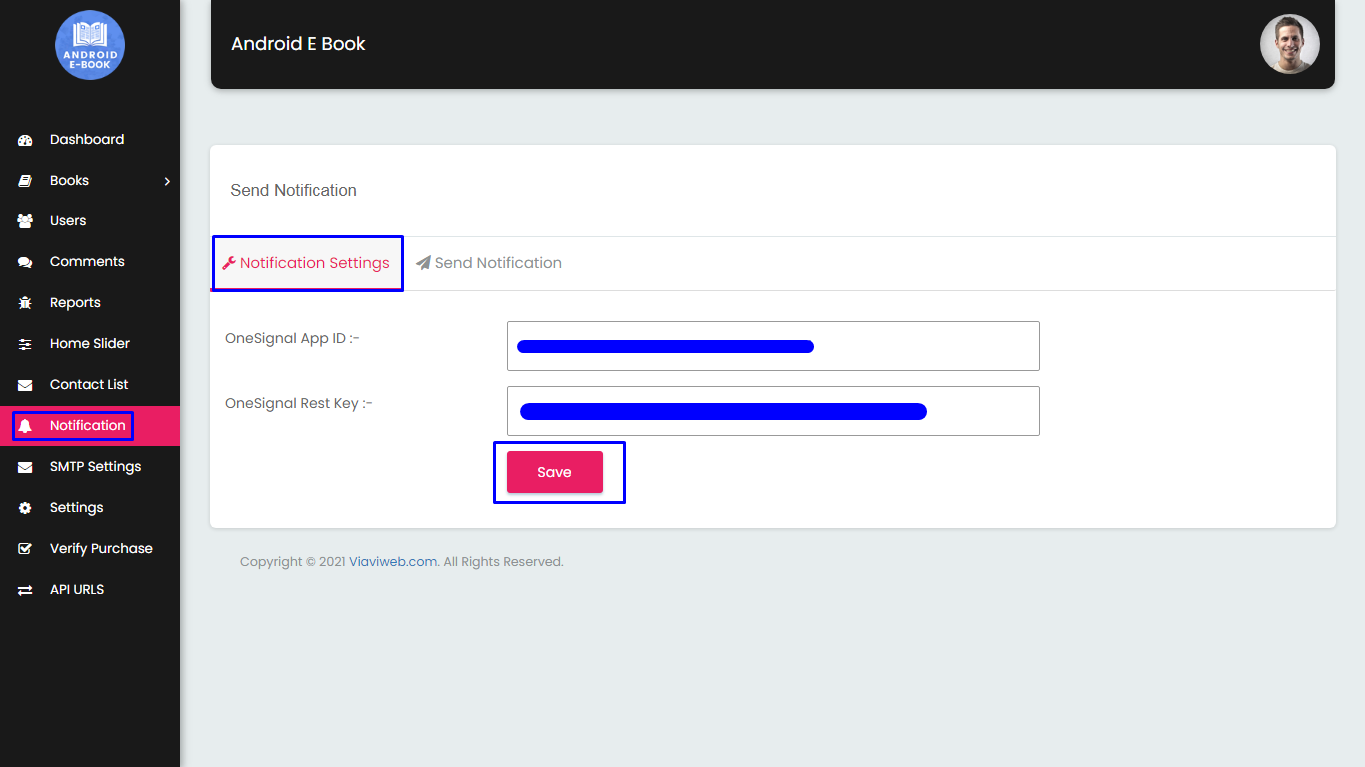 ANDROID
E-BOOK
Android E Book
Dashboard
Books
Users
Comments
Reports
Home Slider
Contact List
Notification
SMTP Settings
Settings
Verify Purchase
API URLS
Send Notification
Notification Settings
Send Notification
OneSignal App ID :-
OneSignal Rest Key :-
Save
Copyright © 2021 Viaviweb.com. All Rights Reserved.